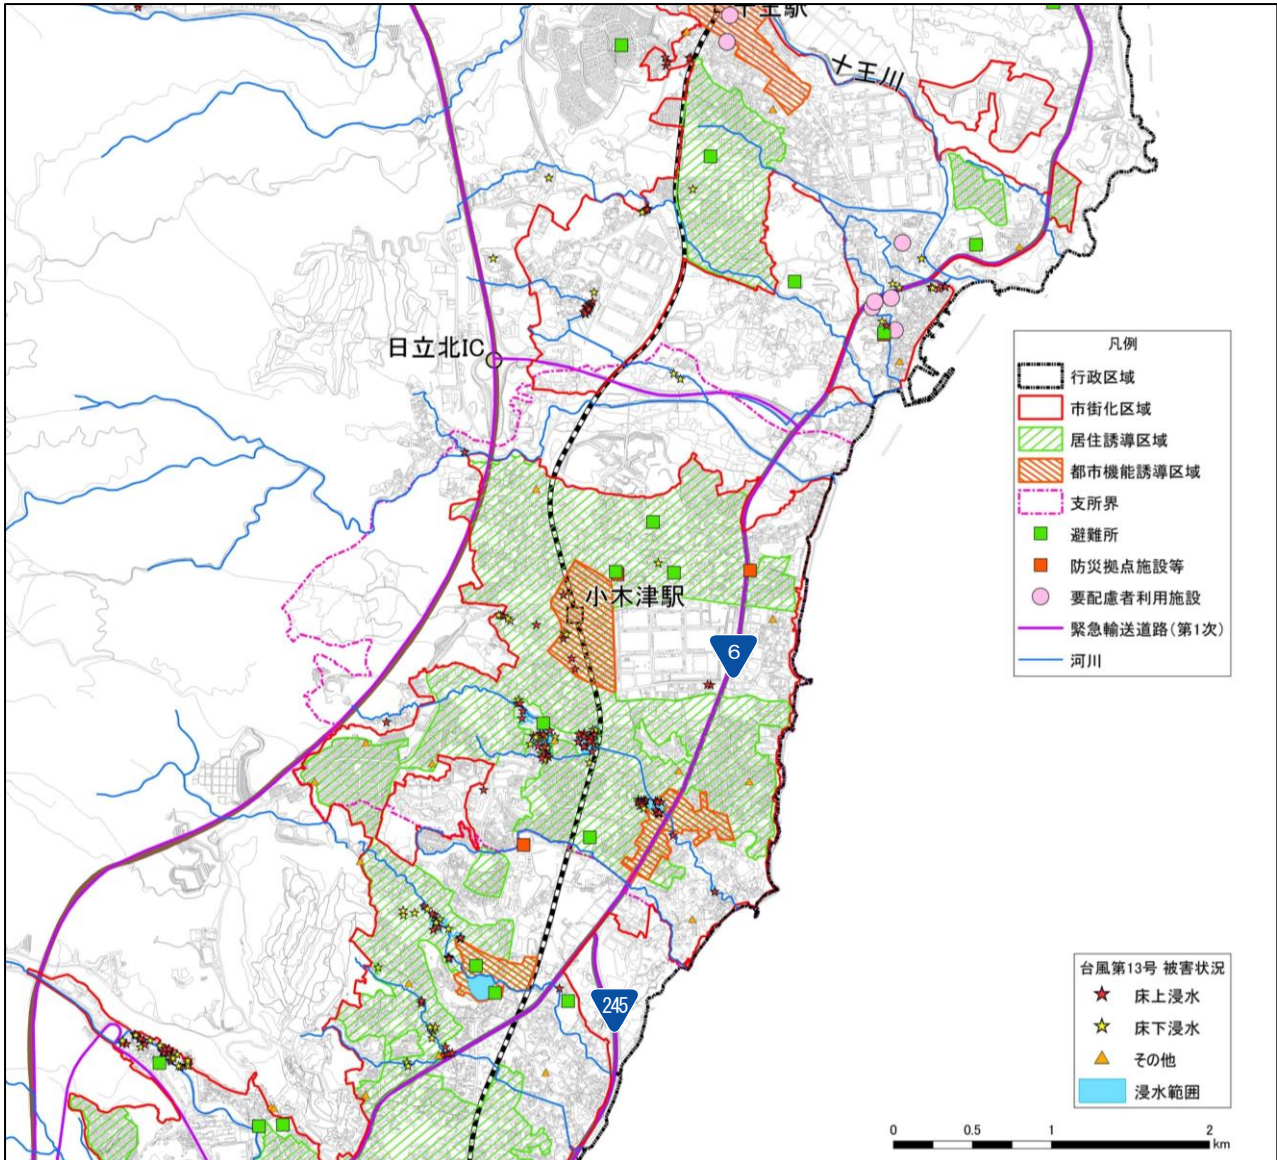 十王駅
十王川
日立北IC
小木津駅
6
245
凡例
行政区域
市街化区域
居住誘導区域
都市機能誘導区域
支所界
避難所
防災拠点施設等
要配慮者利用施設
緊急輸送道路(第1次)
河川
台風第13号 被害状況
床上浸水
床下浸水
その他
浸水範囲
0 0.5 1 2
km